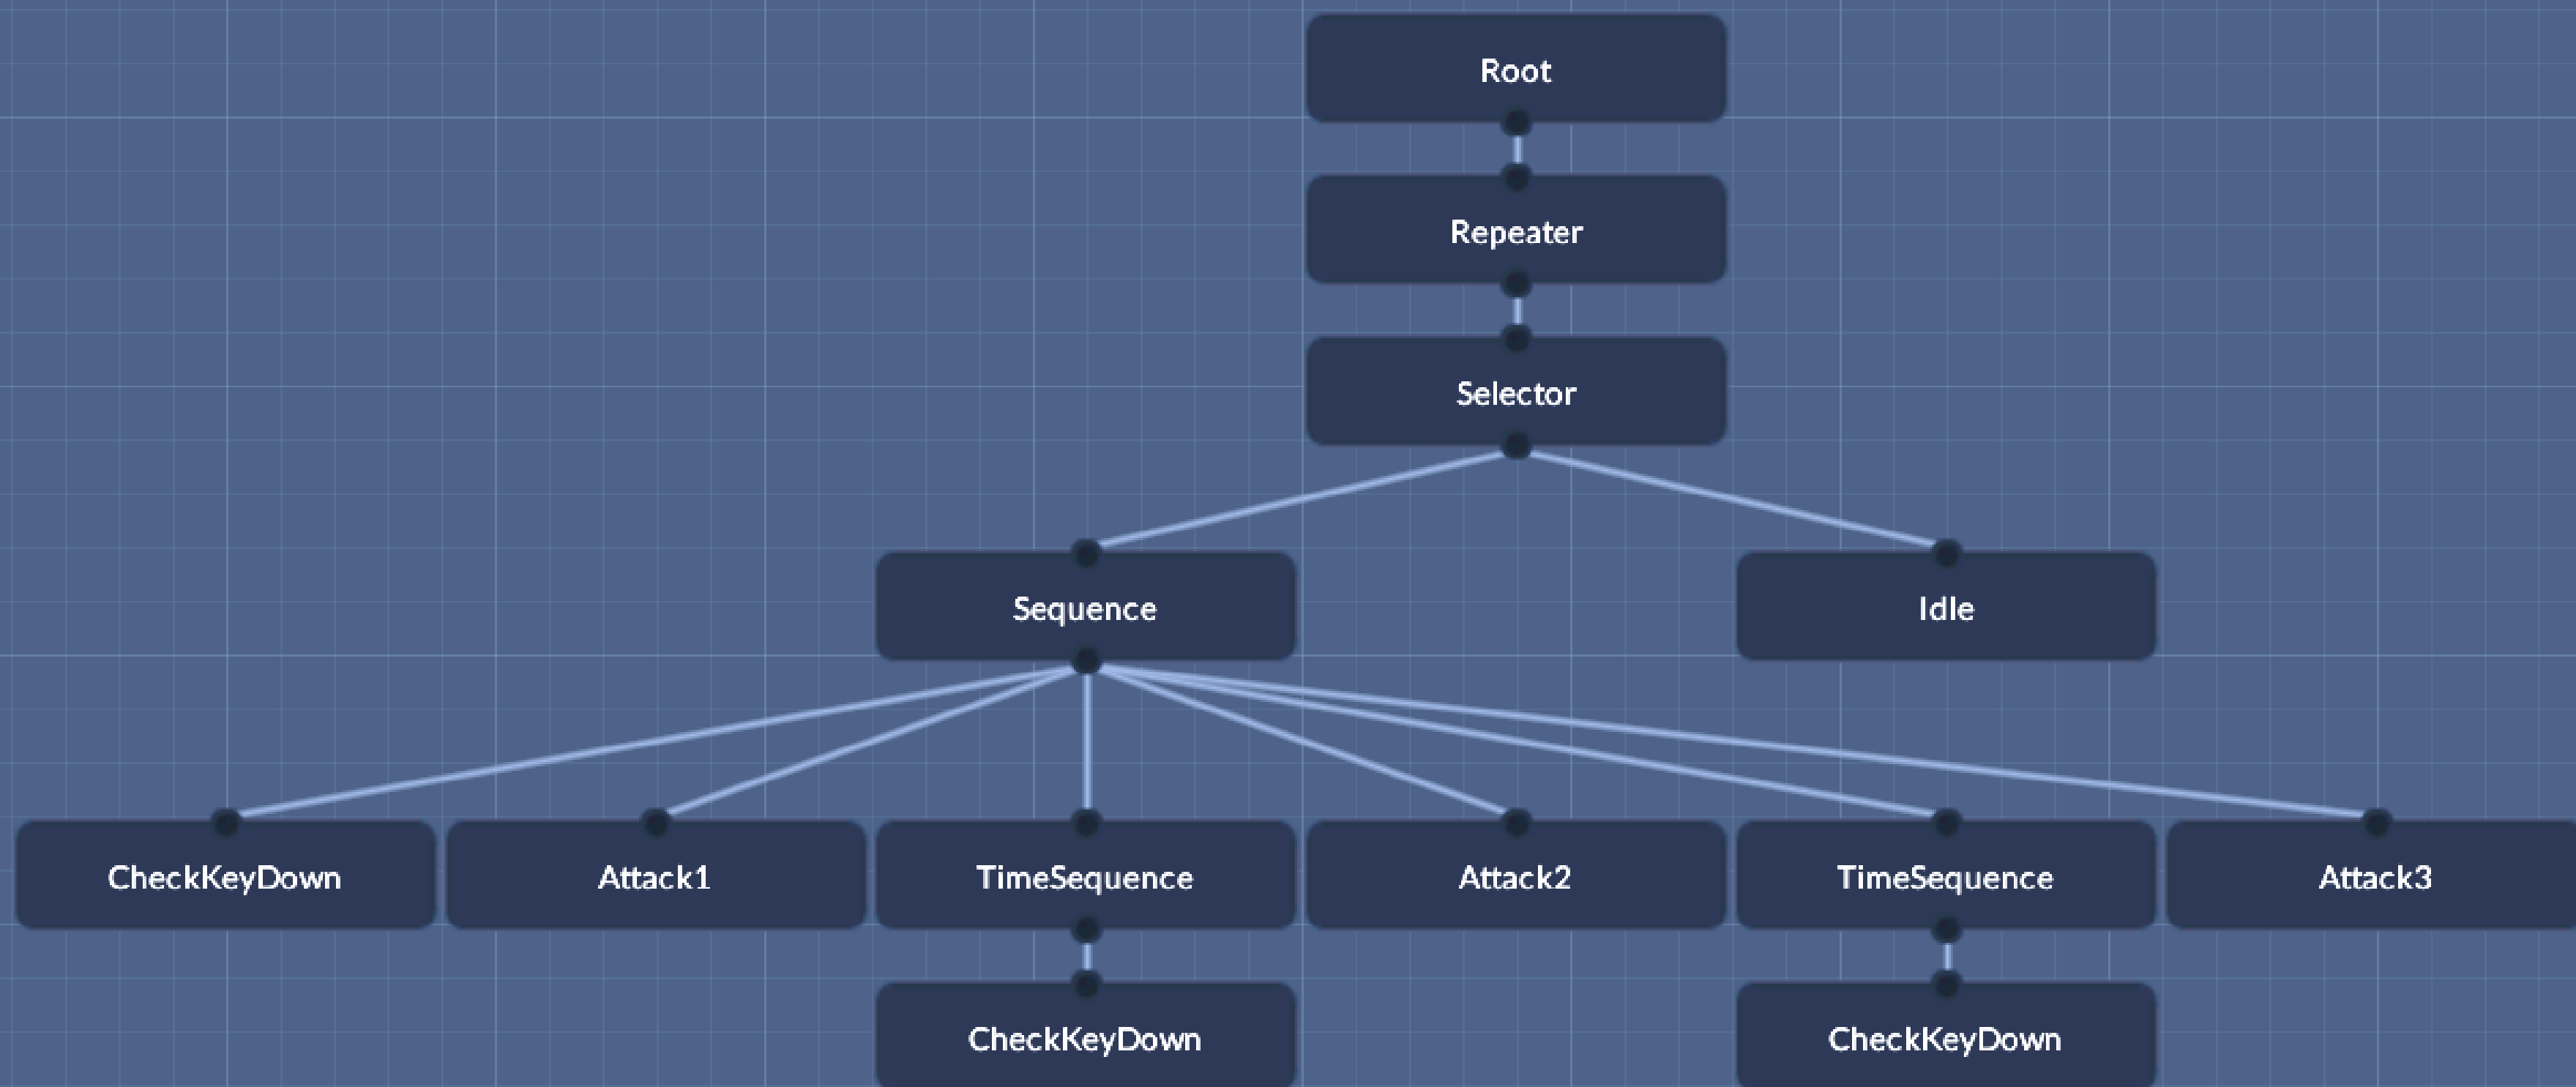 Root
Repeater
Selector
Sequence
Idle
CheckKeyDown
Attack1
TimeSequence
Attack2
TimeSequence
Attack3
CheckKeyDown
CheckKeyDown